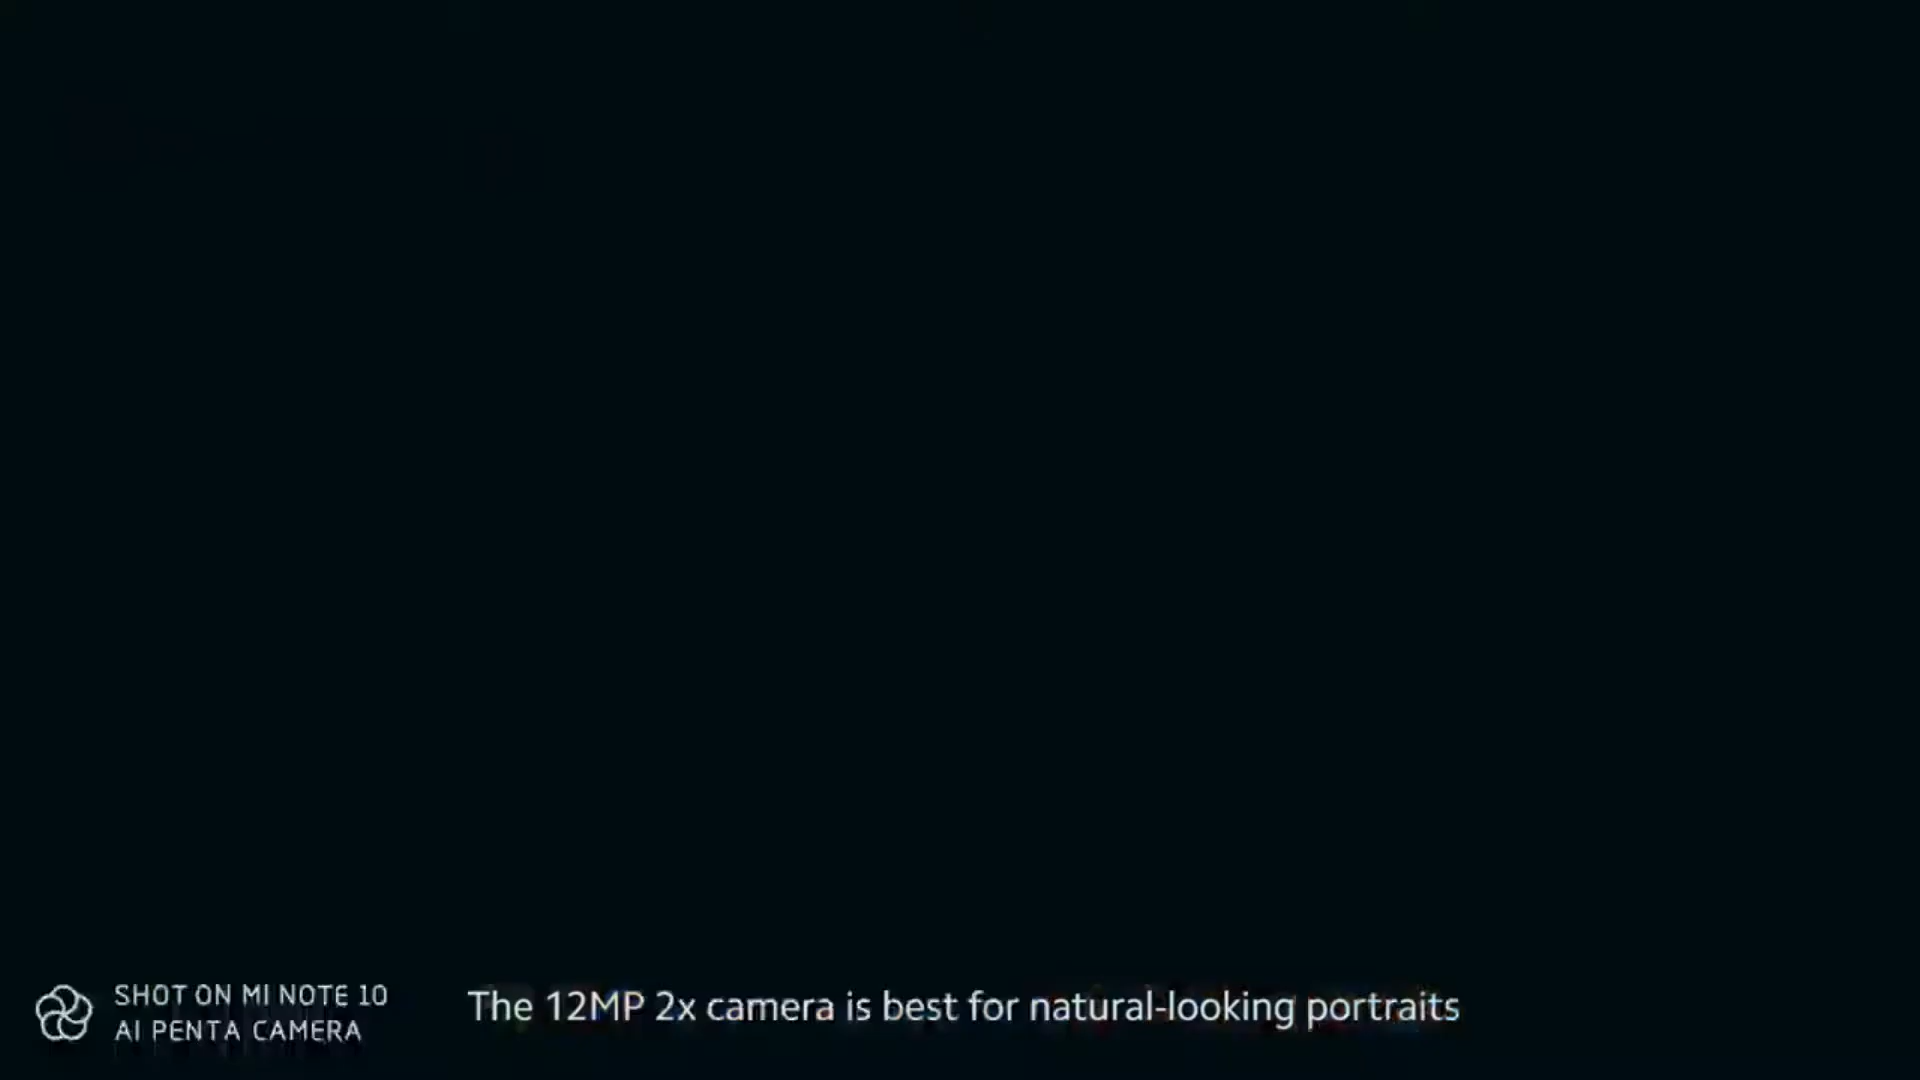 SHOT ON MI NOTE 10
AI PENTA CAMERA
The 12MP 2x camera is best for natural-looking portraits